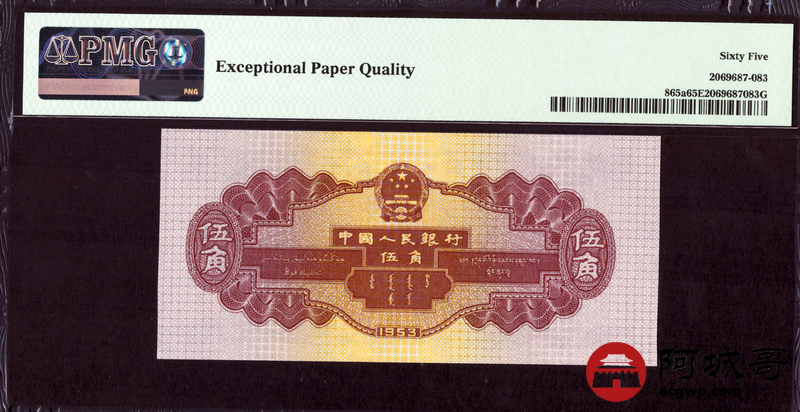 PMG
PNG
Exceptional Paper Quality
Sixty Five
2069687-083
865a65E2069687083G
中國人民銀行
伍角
伍角
伍角
1953
阿城哥
acgwp.com